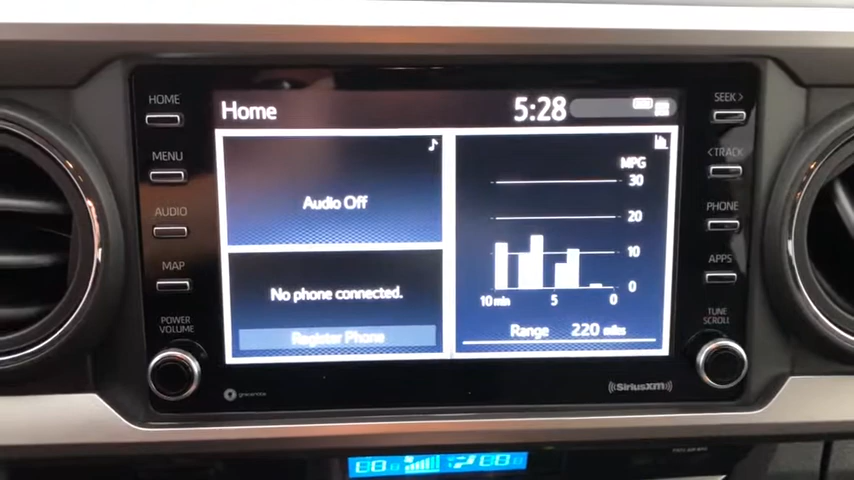 HOME
MENU
AUDIO
MAP
POWER
VOLUME
Home
5:28
Audio Off
No phone connected.
Register Phone
MPG
30
20
10
0
10 min 5 0
Range 220 miles
gracenote
SiriusXM
SEEK >
< TRACK
PHONE
APPS
TUNE
SCROLL